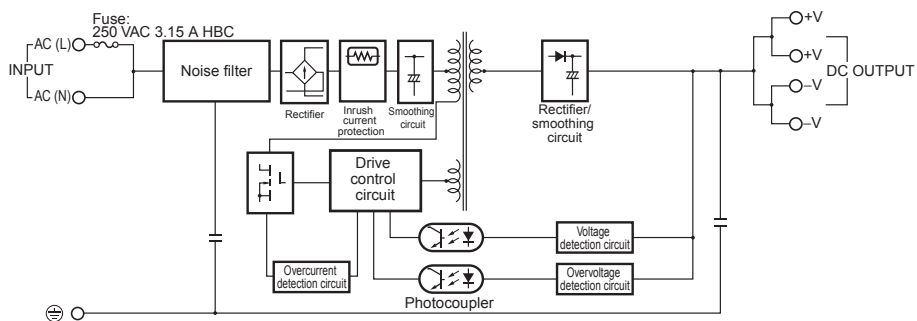 Fuse:
250 VAC 3.15 A HBC
AC (L)
INPUT
AC (N)
Noise filter
Rectifier
Inrush
current
protection
Smoothing
circuit
Rectifier/
smoothing
circuit
+V
+V
DC OUTPUT
–V
–V
Drive
control
circuit
Overcurrent
detection circuit
Voltage
detection circuit
Overvoltage
detection circuit
Photocoupler